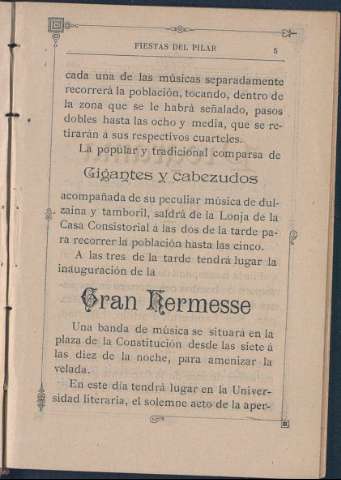 FIESTAS DEL PILAR 5
cada una de las músicas separadamente
recorrerá la población, tocando, dentro de
la zona que se le habrá señalado, pasos
dobles hasta las ocho y media, que se re-
tirarán a sus respectivos cuarteles.
La popular y tradicional comparsa de
Gigantes y cabezudos
acompañada de su peculiar música de dul-
zaina y tamboril, saldrá de la Lonja de la
Casa Consistorial á las dos de la tarde pa-
ra recorrer la población hasta las cinco.
A las tres de la tarde tendrá lugar la
inauguración de la
Gran Kermesse
Una banda de música se situará en la
plaza de la Constitución desde las siete á
las diez de la noche, para amenizar la
velada.
En este día tendrá lugar en la Univer-
sidad literaria, el solemne acto de la aper-